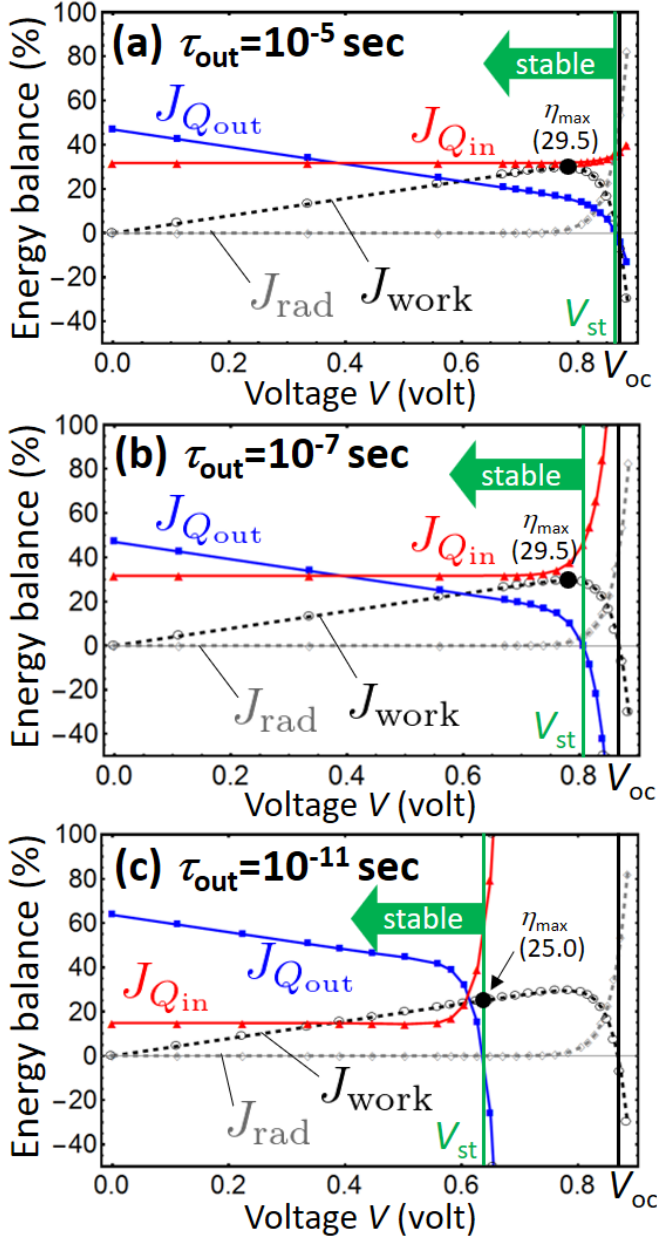 (a) τout=10-5 sec
stable
JQout
JQin
ηmax
(29.5)
Jrad
Jwork
Vst
Voc
Energy balance (%)
100
80
60
40
20
0
−20
−40
0.0 0.2 0.4 0.6 0.8
Voltage V (volt)
(b) τout=10-7 sec
stable
JQout
JQin
ηmax
(29.5)
Jrad
Jwork
Vst
Voc
Energy balance (%)
100
80
60
40
20
0
−20
−40
0.0 0.2 0.4 0.6 0.8
Voltage V (volt)
(c) τout=10-11 sec
stable
JQout
JQin
ηmax
(25.0)
Jwork
Jrad
Vst
Voc
Energy balance (%)
100
80
60
40
20
0
−20
−40
0.0 0.2 0.4 0.6 0.8
Voltage V (volt)